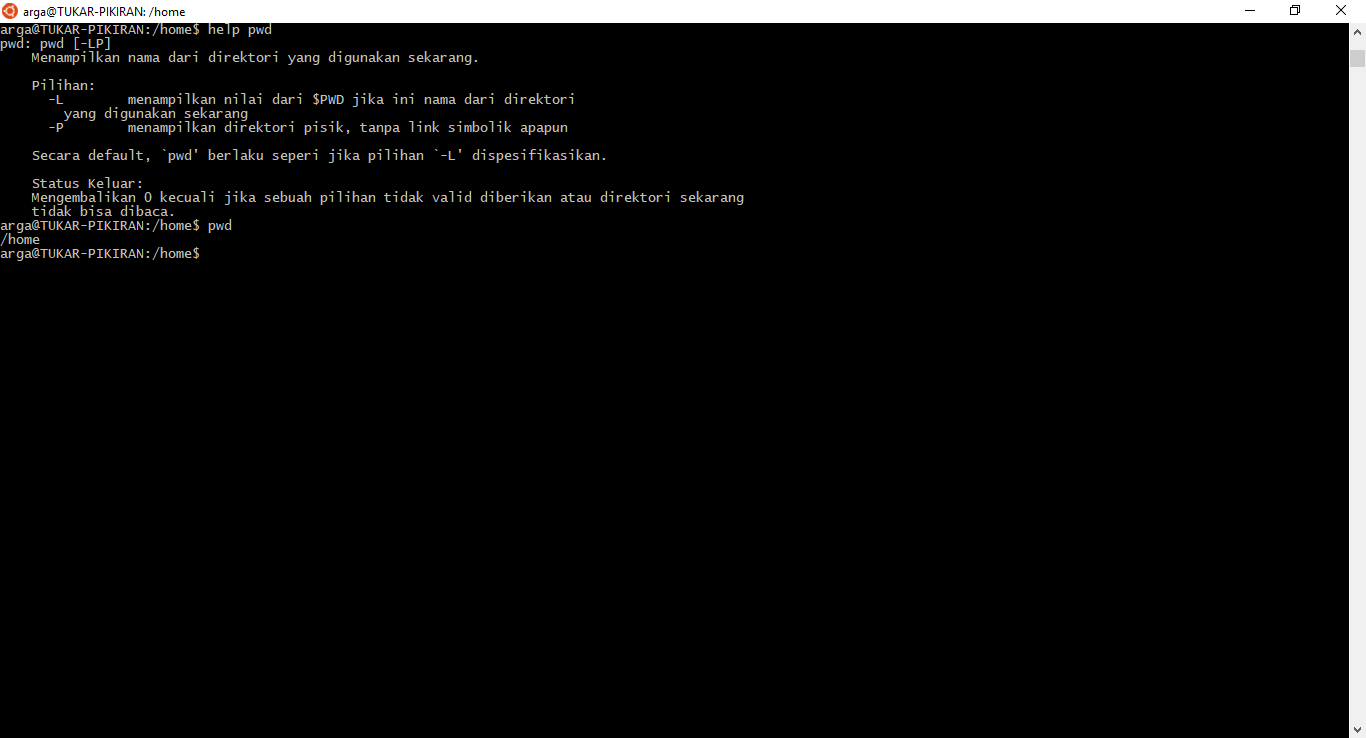 arga@TUKAR-PIKIRAN: /home
arga@TUKAR-PIKIRAN:/home$ help pwd
pwd: pwd [-LP]
    Menampilkan nama dari direktori yang digunakan sekarang.

    Pilihan:
      -L        menampilkan nilai dari $PWD jika ini nama dari direktori
        yang digunakan sekarang
      -P        menampilkan direktori pisik, tanpa link simbolik apapun

    Secara default, `pwd' berlaku seperi jika pilihan `-L' dispesifikasikan.

    Status Keluar:
    Mengembalikan 0 kecuali jika sebuah pilihan tidak valid diberikan atau direktori sekarang
    tidak bisa dibaca.
arga@TUKAR-PIKIRAN:/home$ pwd
/home
arga@TUKAR-PIKIRAN:/home$